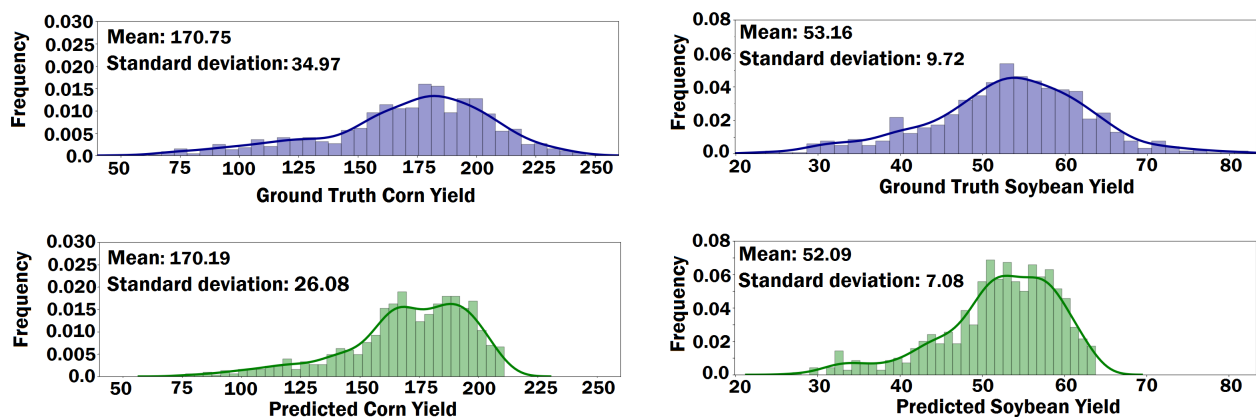 0.030
0.025
0.020
0.015
0.010
0.005
0.0
Frequency
Mean: 170.75
Standard deviation: 34.97
50 75 100 125 150 175 200 225 250
Ground Truth Corn Yield
0.08
0.06
0.04
0.02
0.0
Frequency
Mean: 53.16
Standard deviation: 9.72
20 30 40 50 60 70 80
Ground Truth Soybean Yield
0.030
0.025
0.020
0.015
0.010
0.005
0.0
Frequency
Mean: 170.19
Standard deviation: 26.08
50 75 100 125 150 175 200 225 250
Predicted Corn Yield
0.08
0.06
0.04
0.02
0.0
Frequency
Mean: 52.09
Standard deviation: 7.08
20 30 40 50 60 70 80
Predicted Soybean Yield